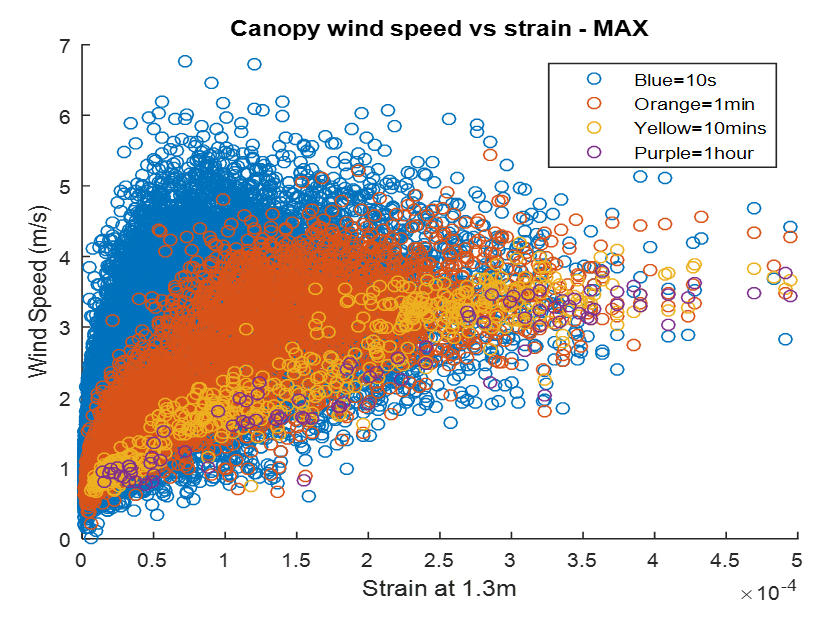 Canopy wind speed vs strain - MAX
7
6
5
4
3
2
1
0
Wind Speed (m/s)
Blue=10s
Orange=1min
Yellow=10mins
Purple=1hour
0 0.5 1 1.5 2 2.5 3 3.5 4 4.5 5
Strain at 1.3m
×10-4